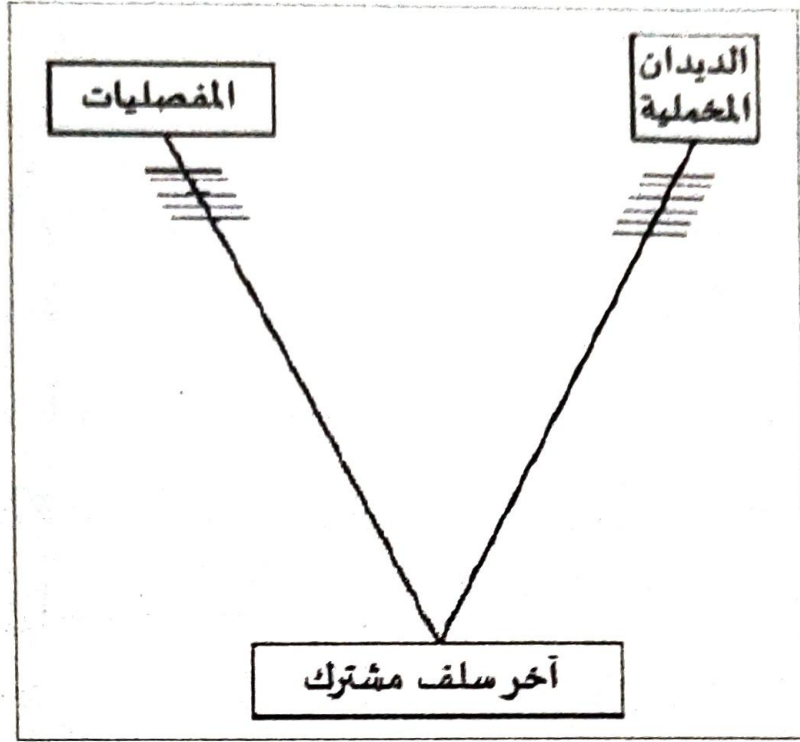 الديدان
المخملية
المفصليات
آخر سلف مشترك